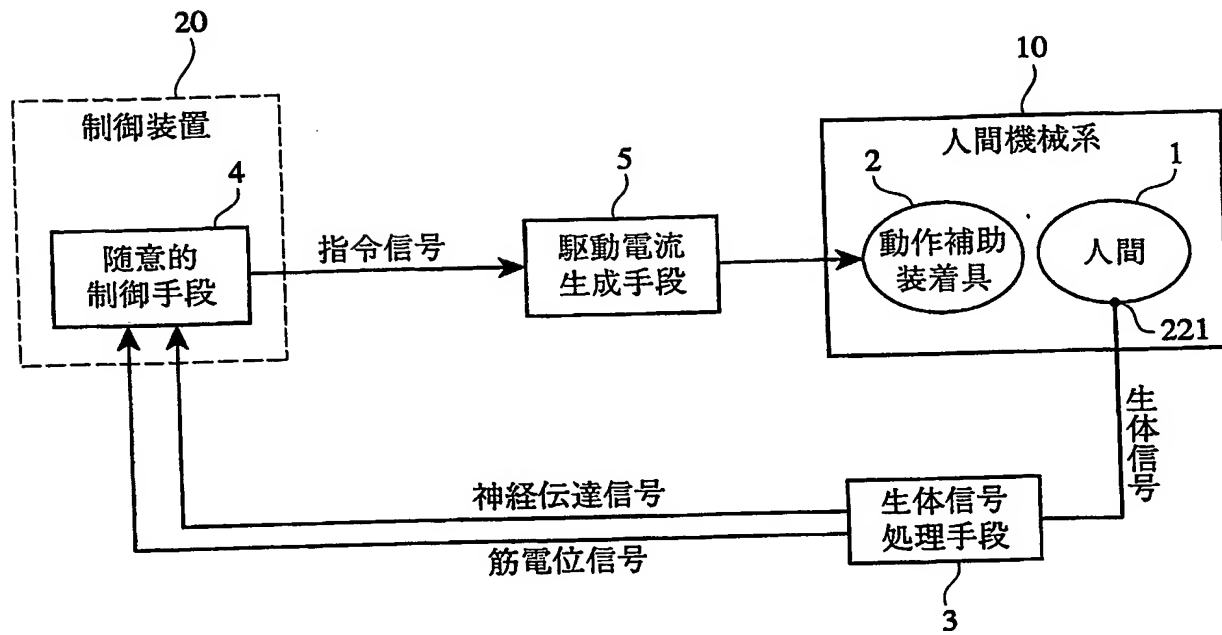 20
制御装置
4
随意的
制御手段
指令信号
5
駆動電流
生成手段
10
人間機械系
2
動作補助
装着具
1
人間
221
生体信号
神経伝達信号
筋電位信号
生体信号
処理手段
3